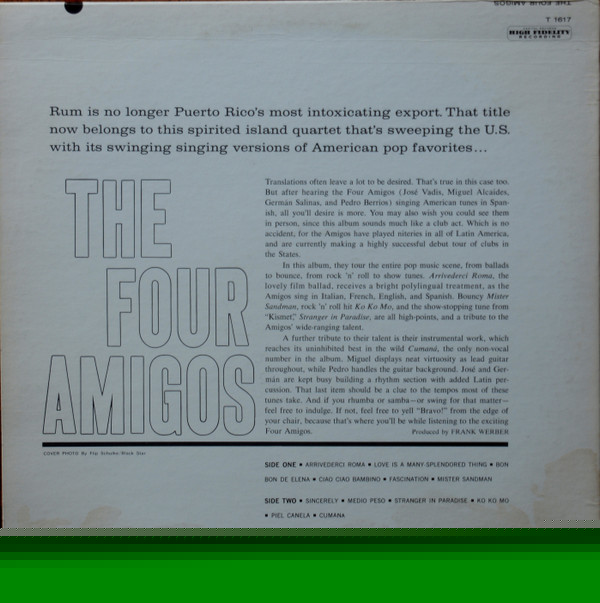 THE FOUR AMIGOS
T 1617
HIGH FIDELITY
RECORDING
Rum is no longer Puerto Rico's most intoxicating export. That title
now belongs to this spirited island quartet that's sweeping the U.S.
with its swinging singing versions of American pop favorites...
THE
FOUR
AMIGOS
Translations often leave a lot to be desired. That's true in this case too.
But after hearing the Four Amigos (José Vadis, Miguel Alcaides,
Germán Salinas, and Pedro Berrios) singing American tunes in Span-
ish, all you'll desire is more. You may also wish you could see them
in person, since this album sounds much like a club act. Which is no
accident, for the Amigos have played niteries in all of Latin America,
and are currently making a highly successful debut tour of clubs in
the States.
In this album, they tour the entire pop music scene, from ballads
to bounce, from rock 'n' roll to show tunes. Arrivederci Roma, the
lovely film ballad, receives a bright polylingual treatment, as the
Amigos sing in Italian, French, English, and Spanish. Bouncy Mister
Sandman, rock 'n' roll hit Ko Ko Mo, and the show-stopping tune from
"Kismet," Stranger in Paradise, are all high-points, and a tribute to the
Amigos' wide-ranging talent.
A further tribute to their talent is their instrumental work, which
reaches its uninhibited best in the wild Cumaná, the only non-vocal
number in the album. Miguel displays neat virtuosity as lead guitar
throughout, while Pedro handles the guitar background. José and Ger-
mán are kept busy building a rhythm section with added Latin per-
cussion. That last item should be a clue to the tempos most of these
tunes take. And if you rhumba or samba—or swing for that matter—
feel free to indulge. If not, feel free to yell "Bravo!" from the edge of
your chair, because that's where you'll be while listening to the exciting
Four Amigos. Produced by FRANK WERBER
COVER PHOTO By Flip Schulke-Black Star
SIDE ONE • ARRIVEDERCI ROMA • LOVE IS A MANY-SPLENDORED THING • BON
BON DE ELENA • CIAO CIAO BAMBINO • FASCINATION • MISTER SANDMAN
SIDE TWO • SINCERELY • MEDIO PESO • STRANGER IN PARADISE • KO KO MO
• PIEL CANELA • CUMANA